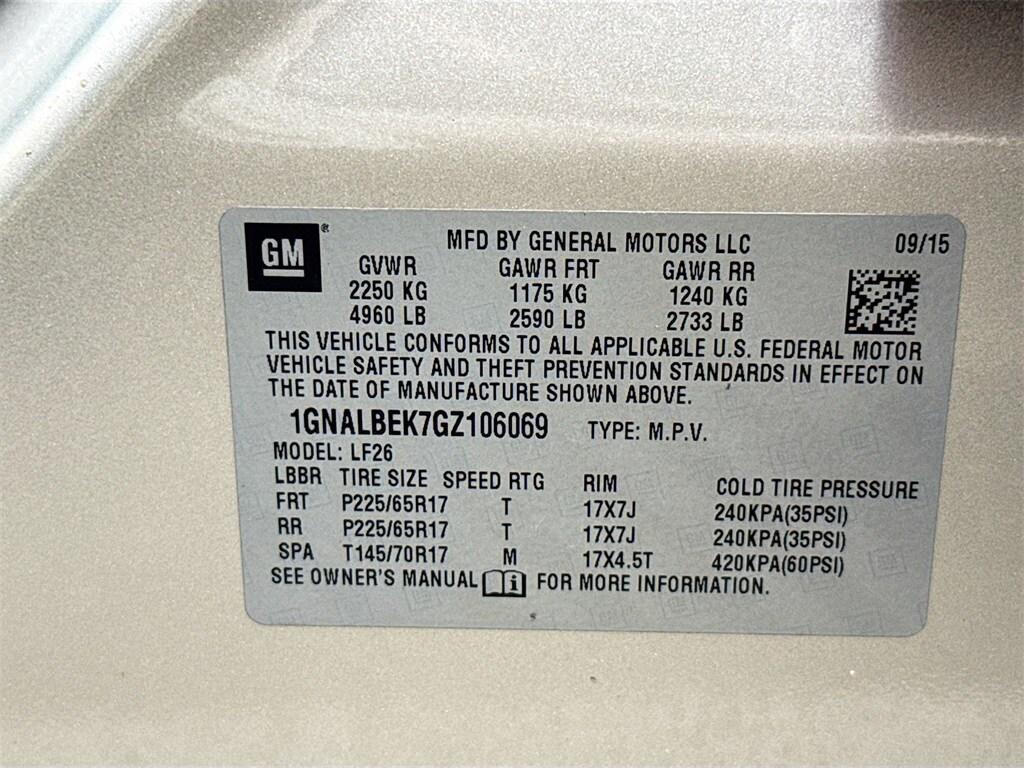 GM ®
MFD BY GENERAL MOTORS LLC 09/15
GVWR GAWR FRT GAWR RR
2250 KG 1175 KG 1240 KG
4960 LB 2590 LB 2733 LB
THIS VEHICLE CONFORMS TO ALL APPLICABLE U.S. FEDERAL MOTOR
VEHICLE SAFETY AND THEFT PREVENTION STANDARDS IN EFFECT ON
THE DATE OF MANUFACTURE SHOWN ABOVE.
1GNALBEK7GZ106069 TYPE: M.P.V.
MODEL: LF26
LBBR TIRE SIZE SPEED RTG RIM COLD TIRE PRESSURE
FRT P225/65R17 T 17X7J 240KPA(35PSI)
RR P225/65R17 T 17X7J 240KPA(35PSI)
SPA T145/70R17 M 17X4.5T 420KPA(60PSI)
SEE OWNER'S MANUAL i FOR MORE INFORMATION.